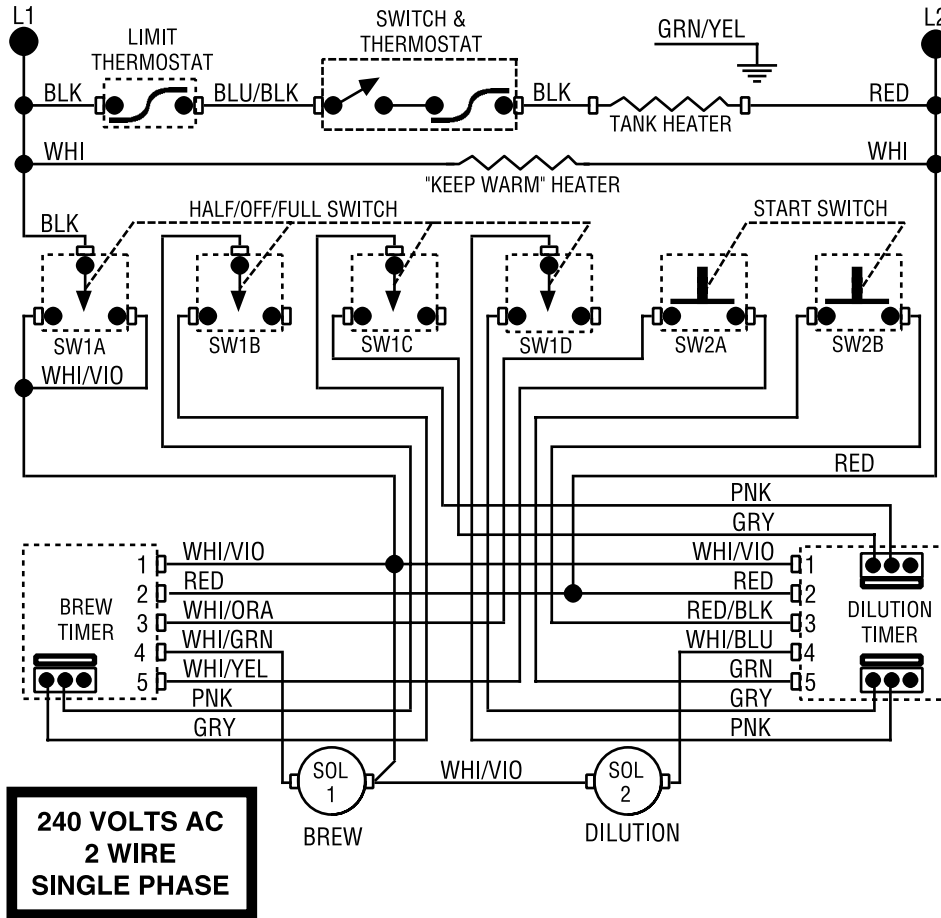 L1
L2
LIMIT
THERMOSTAT
SWITCH &
THERMOSTAT
GRN/YEL
BLK
BLU/BLK
BLK
TANK HEATER
RED
WHI
"KEEP WARM" HEATER
WHI
BLK
HALF/OFF/FULL SWITCH
START SWITCH
SW1A
SW1B
SW1C
SW1D
SW2A
SW2B
WHI/VIO
RED
PNK
GRY
BREW
TIMER
1
2
3
4
5
WHI/VIO
RED
WHI/ORA
WHI/GRN
WHI/YEL
PNK
GRY
WHI/VIO
RED
RED/BLK
WHI/BLU
GRN
GRY
PNK
1
2
3
4
5
DILUTION
TIMER
SOL
1
BREW
WHI/VIO
SOL
2
DILUTION
240 VOLTS AC
2 WIRE
SINGLE PHASE